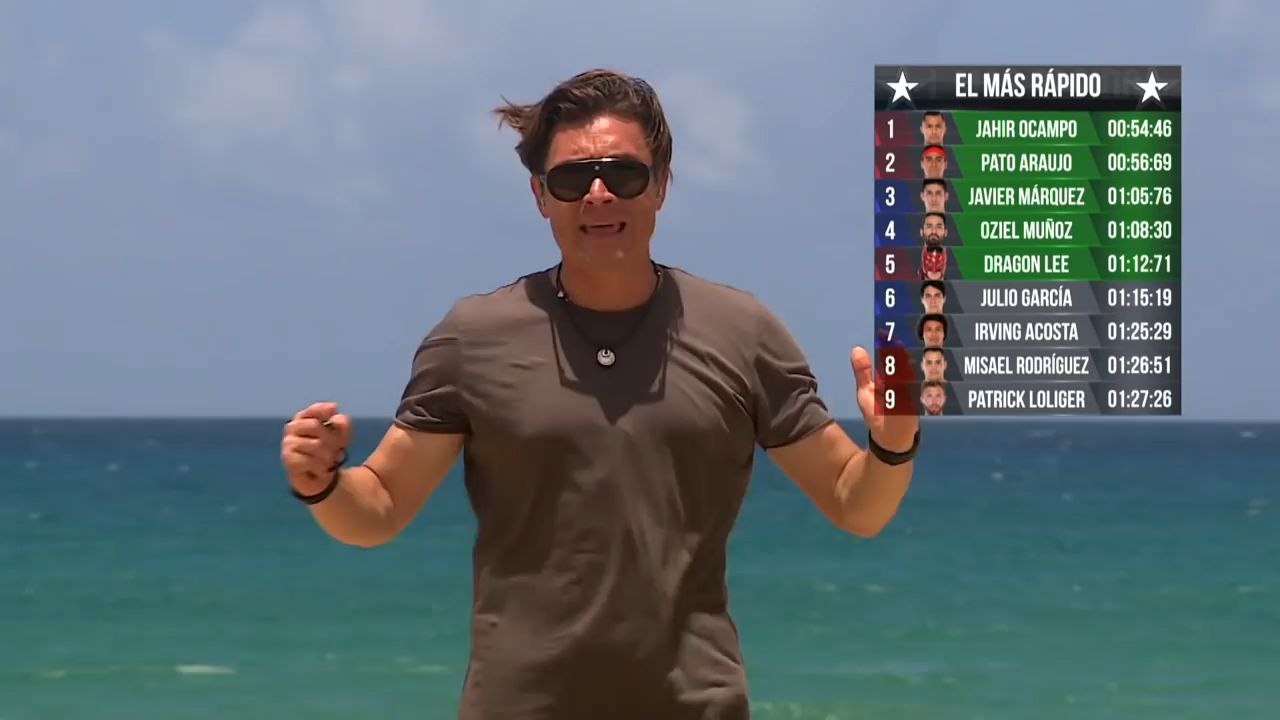 EL MÁS RÁPIDO
1 JAHIR OCAMPO 00:54:46
2 PATO ARAUJO 00:56:69
3 JAVIER MÁRQUEZ 01:05:76
4 OZIEL MUÑOZ 01:08:30
5 DRAGON LEE 01:12:71
6 JULIO GARCÍA 01:15:19
7 IRVING ACOSTA 01:25:29
8 MISAEL RODRÍGUEZ 01:26:51
9 PATRICK LOLIGER 01:27:26